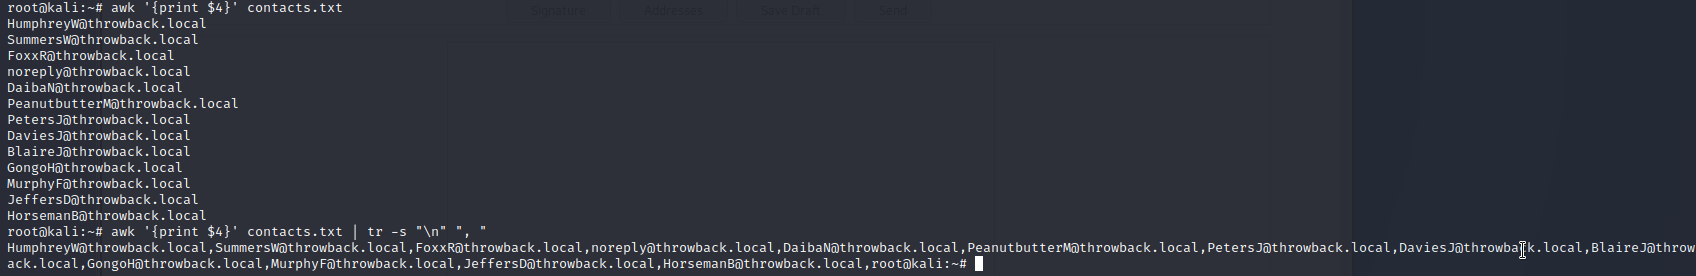 Signature Addresses Save Draft Send
root@kali:~# awk '{print $4}' contacts.txt
HumphreyW@throwback.local
SummersW@throwback.local
FoxxR@throwback.local
noreply@throwback.local
DaibaN@throwback.local
PeanutbutterM@throwback.local
PetersJ@throwback.local
DaviesJ@throwback.local
BlaireJ@throwback.local
GongoH@throwback.local
MurphyF@throwback.local
JeffersD@throwback.local
HorsemanB@throwback.local
root@kali:~# awk '{print $4}' contacts.txt | tr -s "\n" ", "
HumphreyW@throwback.local,SummersW@throwback.local,FoxxR@throwback.local,noreply@throwback.local,DaibaN@throwback.local,PeanutbutterM@throwback.local,PetersJ@throwback.local,DaviesJ@throwback.local,BlaireJ@throw
ack.local,GongoH@throwback.local,MurphyF@throwback.local,JeffersD@throwback.local,HorsemanB@throwback.local,root@kali:~#